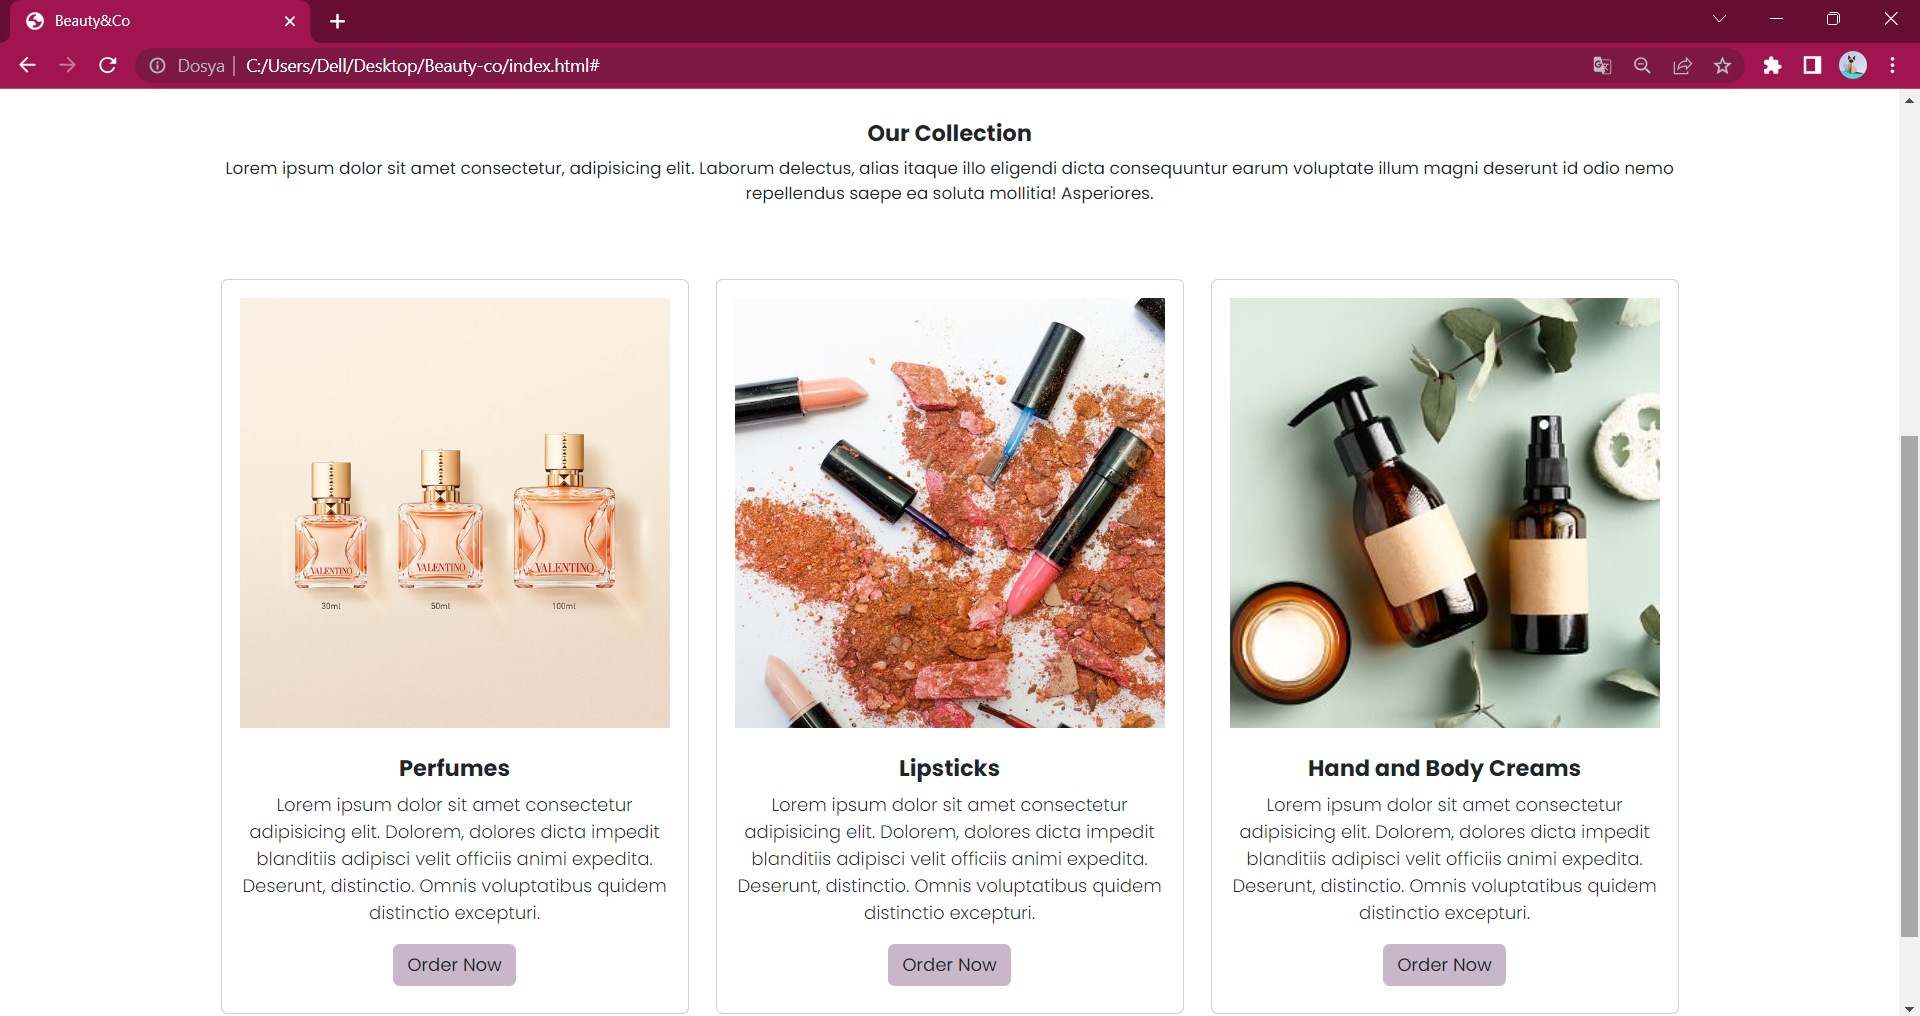 Beauty&Co
Dosya | C:/Users/Dell/Desktop/Beauty-co/index.html#
Our Collection
Lorem ipsum dolor sit amet consectetur, adipisicing elit. Laborum delectus, alias itaque illo eligendi dicta consequuntur earum voluptate illum magni deserunt id odio nemo
repellendus saepe ea soluta mollitia! Asperiores.
VALENTINO VALENTINO VALENTINO
30ml 50ml 100ml
Perfumes
Lorem ipsum dolor sit amet consectetur
adipisicing elit. Dolorem, dolores dicta impedit
blanditiis adipisci velit officiis animi expedita.
Deserunt, distinctio. Omnis voluptatibus quidem
distinctio excepturi.
Order Now
Lipsticks
Lorem ipsum dolor sit amet consectetur
adipisicing elit. Dolorem, dolores dicta impedit
blanditiis adipisci velit officiis animi expedita.
Deserunt, distinctio. Omnis voluptatibus quidem
distinctio excepturi.
Order Now
Hand and Body Creams
Lorem ipsum dolor sit amet consectetur
adipisicing elit. Dolorem, dolores dicta impedit
blanditiis adipisci velit officiis animi expedita.
Deserunt, distinctio. Omnis voluptatibus quidem
distinctio excepturi.
Order Now